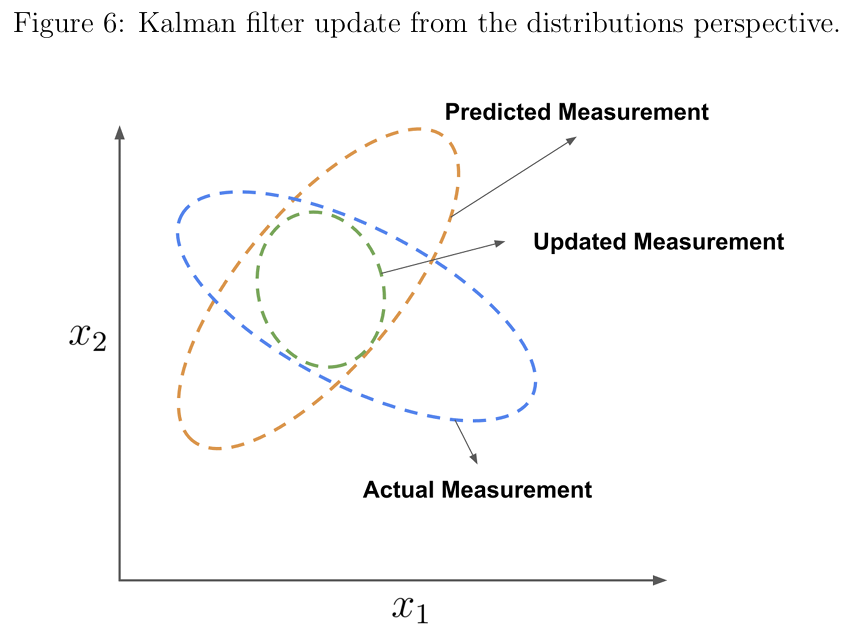 Figure 6: Kalman filter update from the distributions perspective.
Predicted Measurement
Updated Measurement
x₂
Actual Measurement
x₁